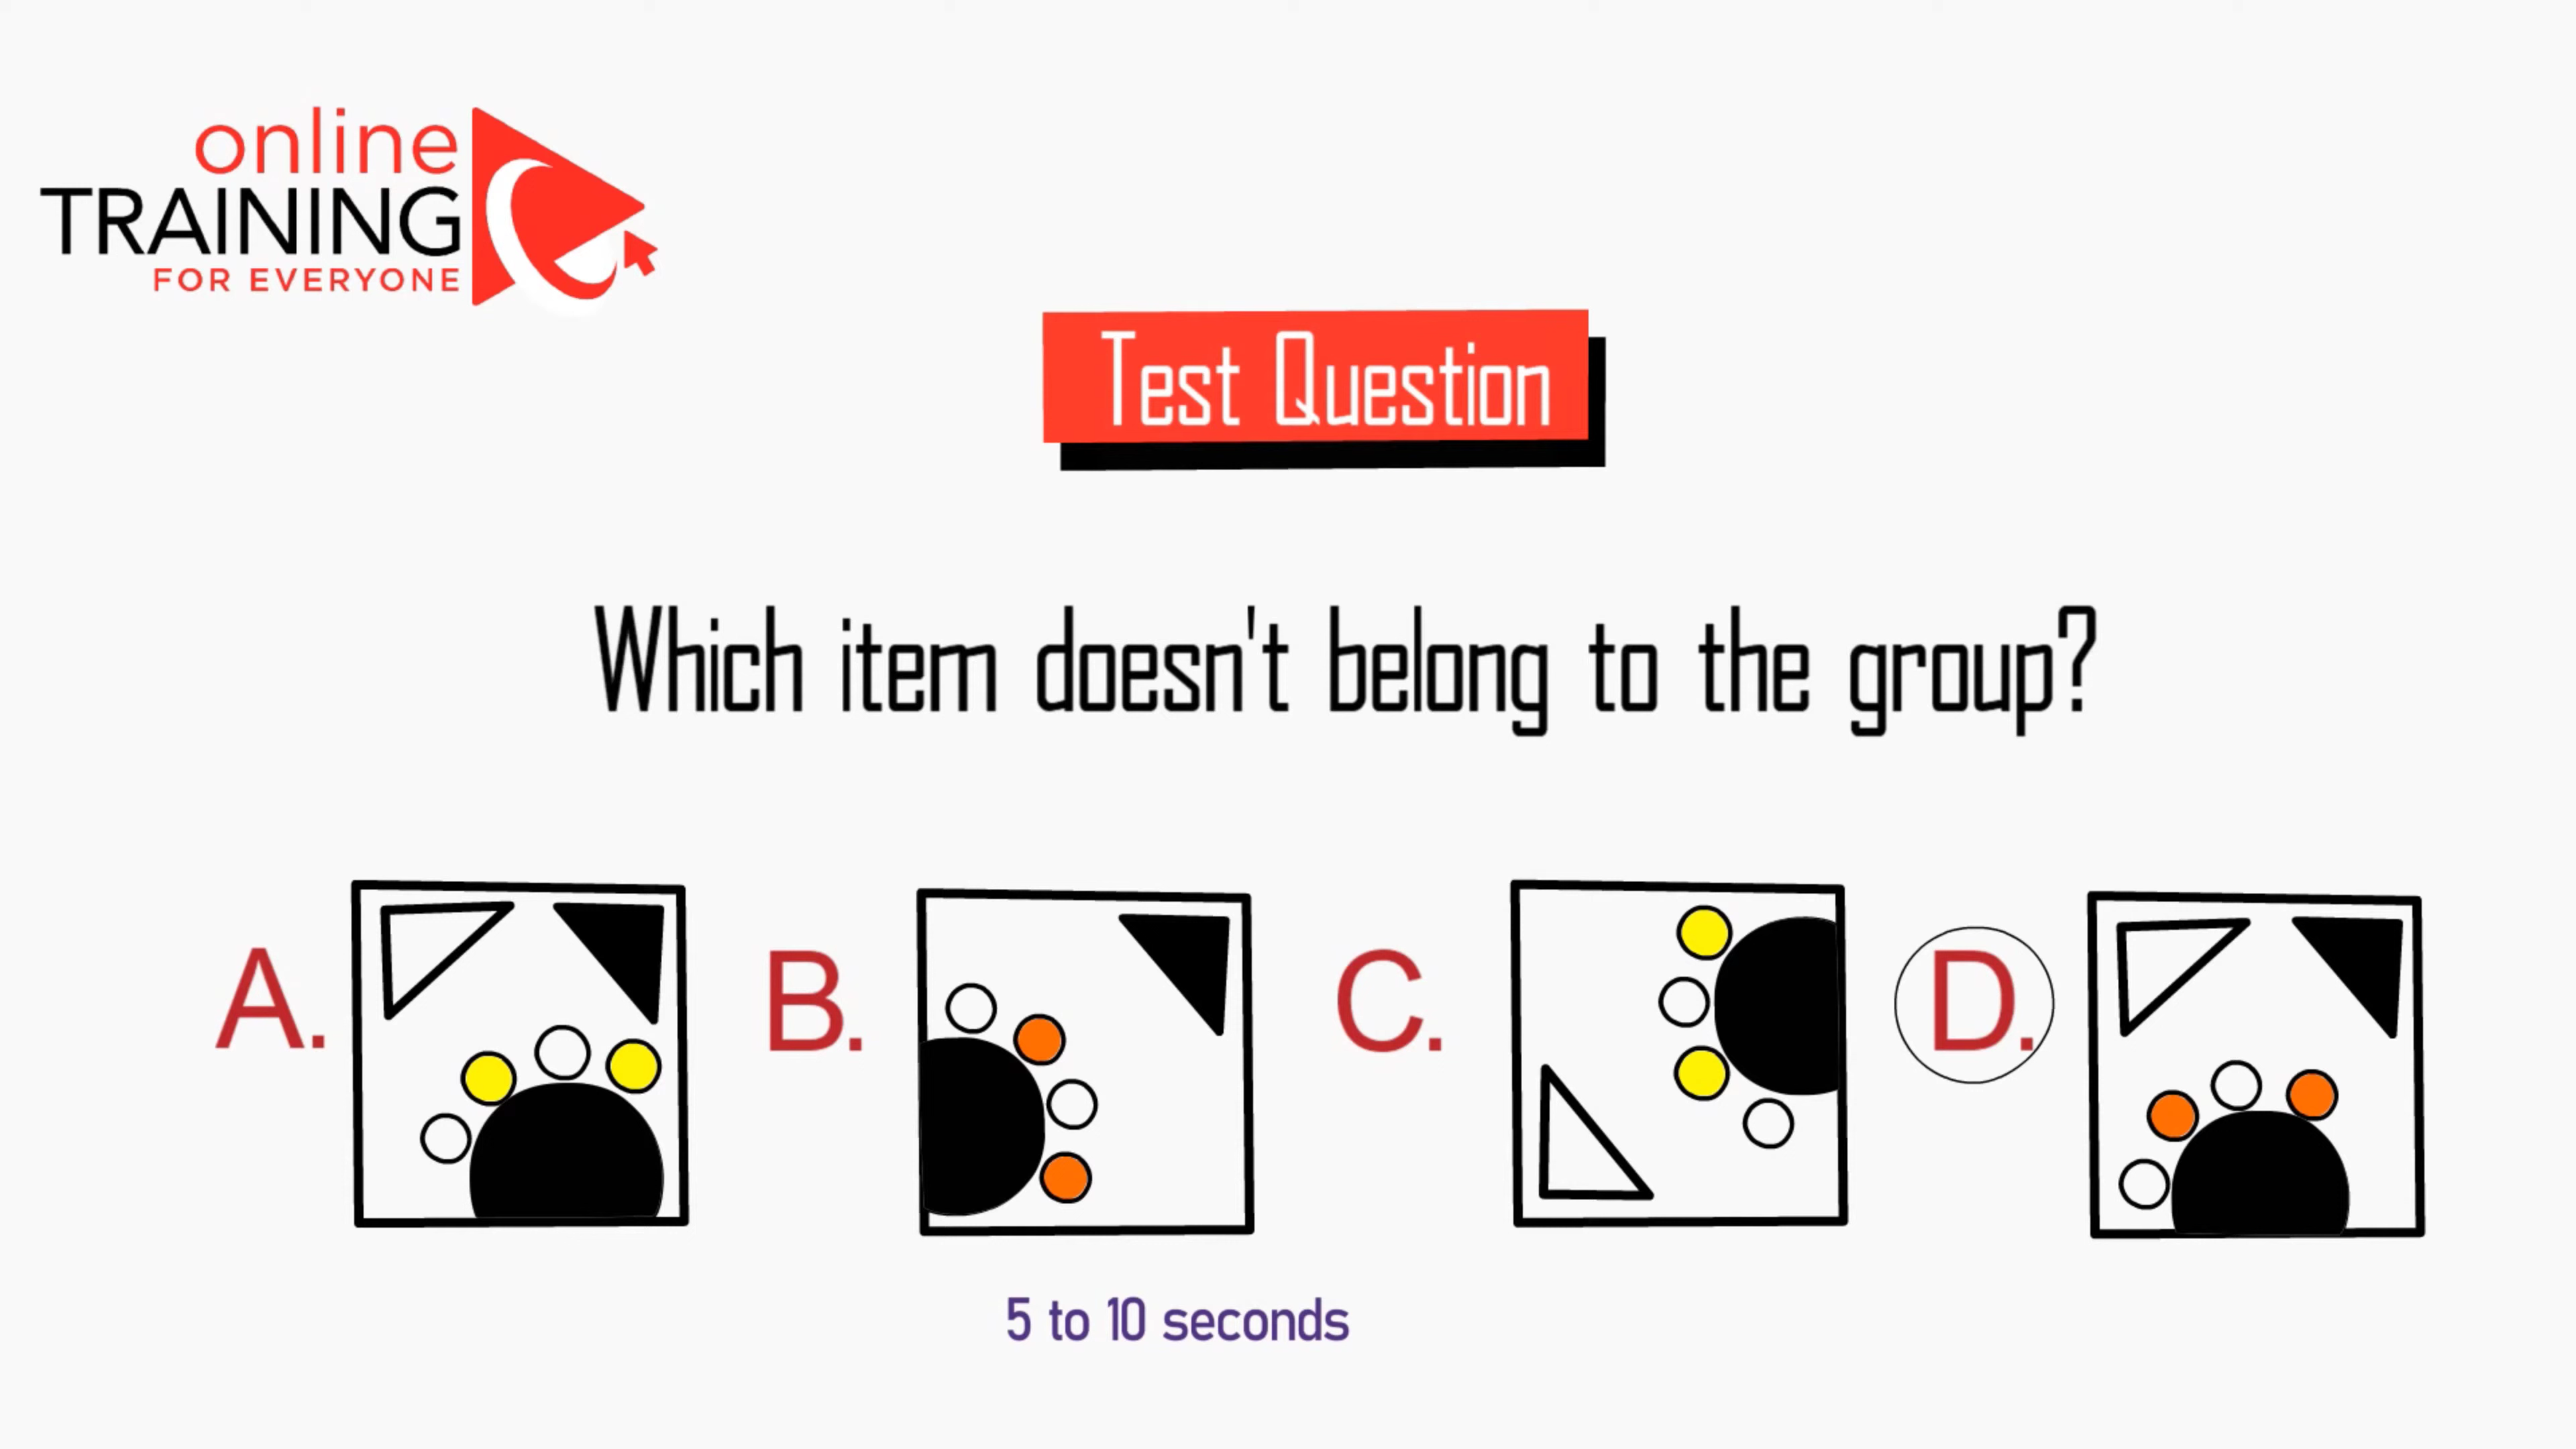 online
TRAINING
FOR EVERYONE
Test Question
Which item doesn't belong to the group?
A. B. C. D.
5 to 10 seconds